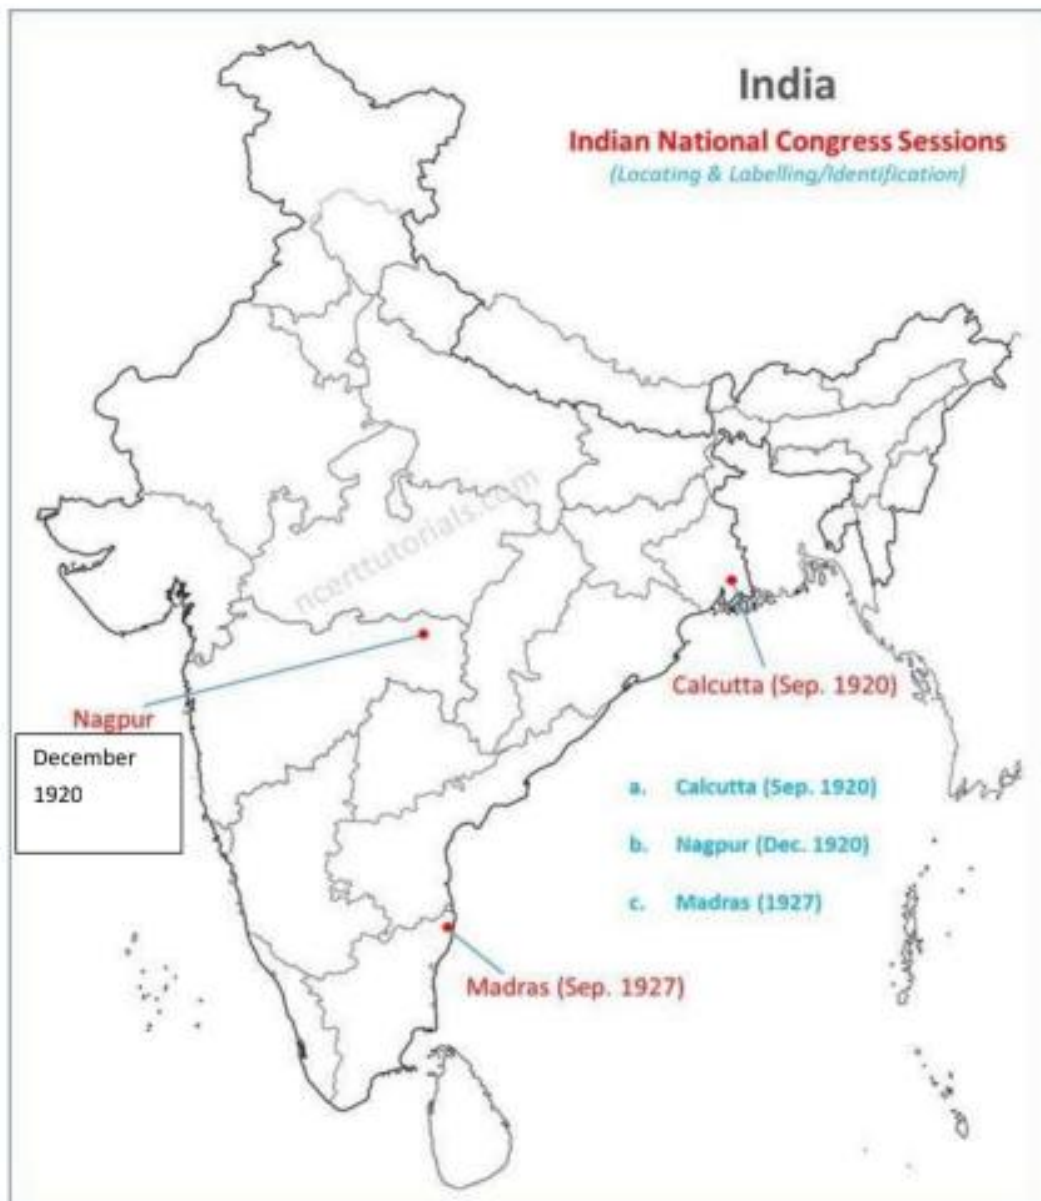 India
Indian National Congress Sessions
(Locating & Labelling/Identification)
ncerttutorials.com
Calcutta (Sep. 1920)
Nagpur
December
1920
a. Calcutta (Sep. 1920)
b. Nagpur (Dec. 1920)
c. Madras (1927)
Madras (Sep. 1927)